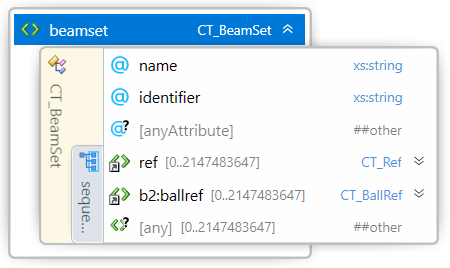 beamset CT_BeamSet
CT_BeamSet
seque...
@ name xs:string
@ identifier xs:string
@? [anyAttribute] ##other
ref [0..2147483647] CT_Ref
b2:ballref [0..2147483647] CT_BallRef
[any] [0..2147483647] ##other